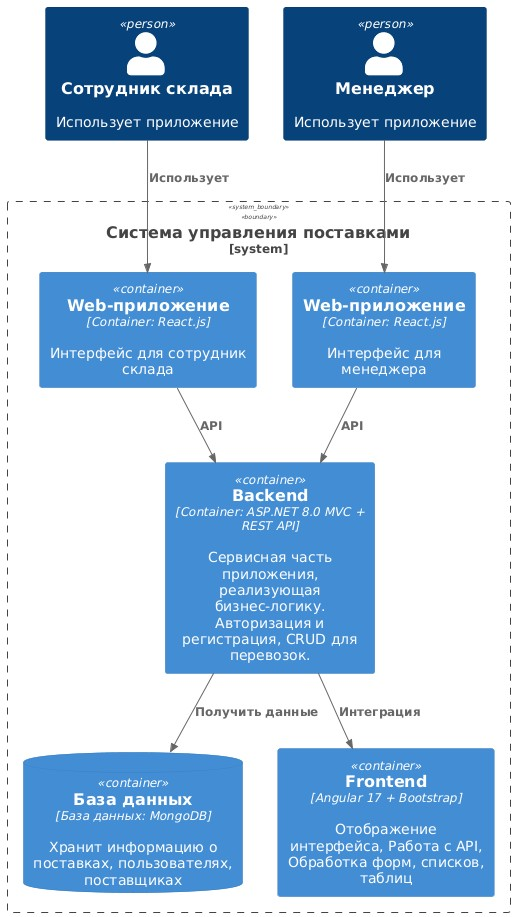 «person»
Сотрудник склада
Использует приложение
«person»
Менеджер
Использует приложение
Использует
Использует
«system_boundary»
«boundary»
Система управления поставками
[system]
«container»
Web-приложение
[Container: React.js]
Интерфейс для сотрудник
склада
«container»
Web-приложение
[Container: React.js]
Интерфейс для
менеджера
API
API
«container»
Backend
[Container: ASP.NET 8.0 MVC +
REST API]
Сервисная часть
приложения,
реализующая
бизнес-логику.
Авторизация и
регистрация, CRUD для
перевозок.
Получить данные
Интеграция
«container»
База данных
[База данных: MongoDB]
Хранит информацию о
поставках, пользователях,
поставщиках
«container»
Frontend
[Angular 17 + Bootstrap]
Отображение
интерфейса, Работа с API,
Обработка форм, списков,
таблиц